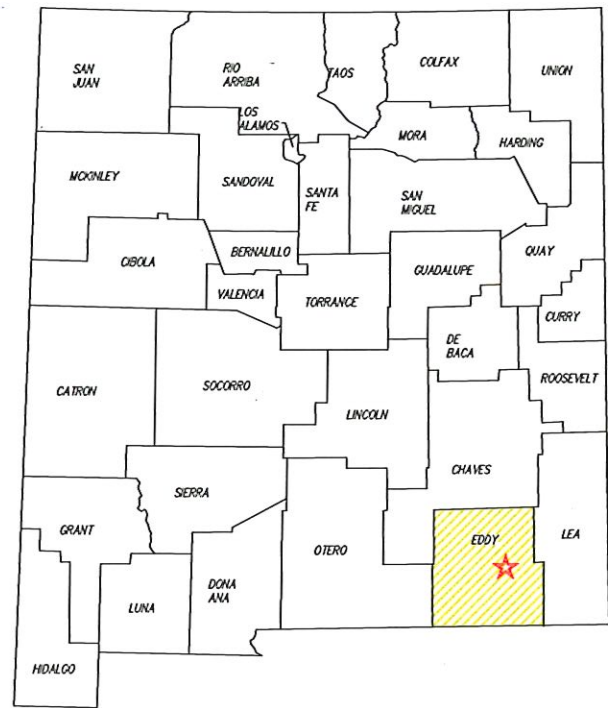 SAN
JUAN
RIO
ARRIBA
TAOS
COLFAX
UNION
LOS
ALAMOS
MORA
HARDING
MCKINLEY
SANDOVAL
SANTA
FE
SAN
MIGUEL
QUAY
CIBOLA
BERNALILLO
GUADALUPE
VALENCIA
TORRANCE
CURRY
DE
BACA
ROOSEVELT
CATRON
SOCORRO
LINCOLN
CHAVES
SIERRA
GRANT
OTERO
EDDY
LEA
LUNA
DONA
ANA
HIDALGO